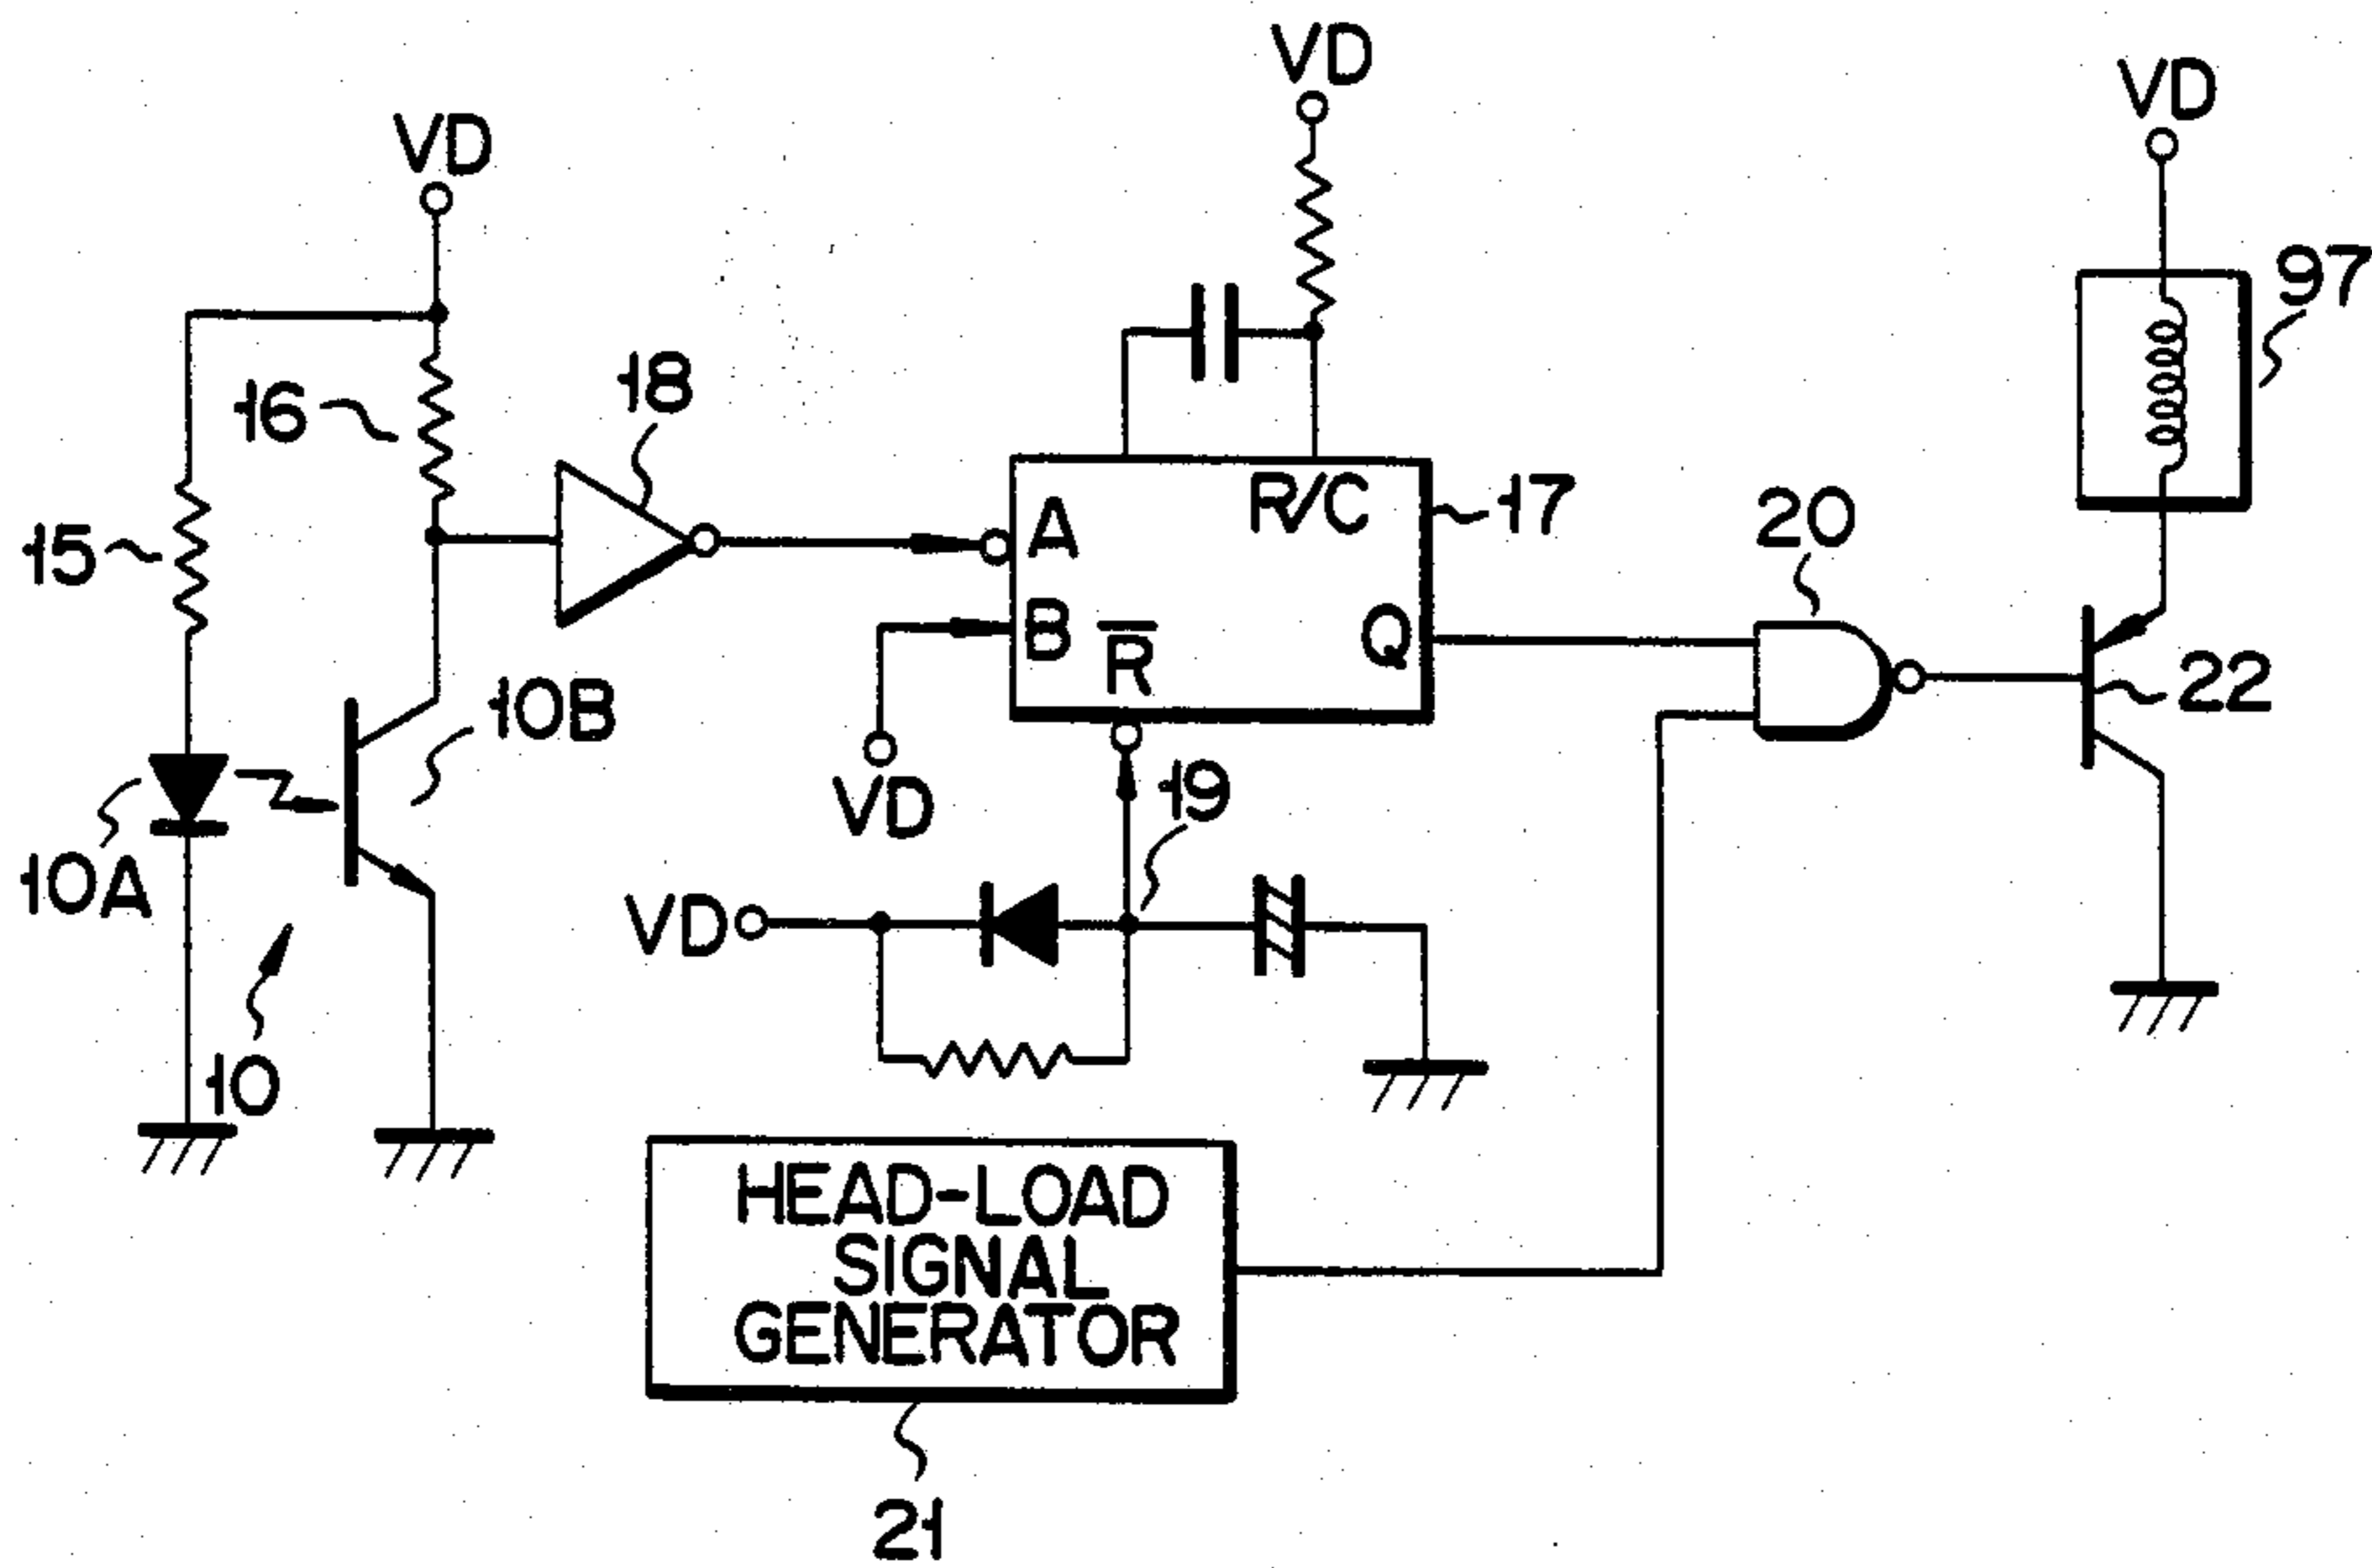 VD
VD
VD
97
18
16
17
A
R/C
20
15
B
R̅
Q
10B
22
VD
19
10A
VD
10
HEAD-LOAD
SIGNAL
GENERATOR
21